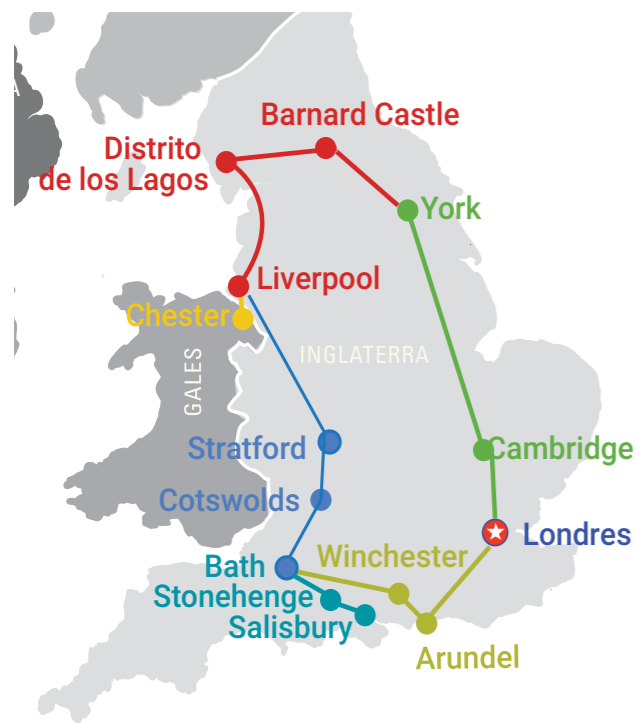 Barnard Castle
Distrito
de los Lagos
York
Liverpool
Chester
INGLATERRA
GALES
Stratford
Cambridge
Cotswolds
Londres
Winchester
Bath
Stonehenge
Salisbury
Arundel